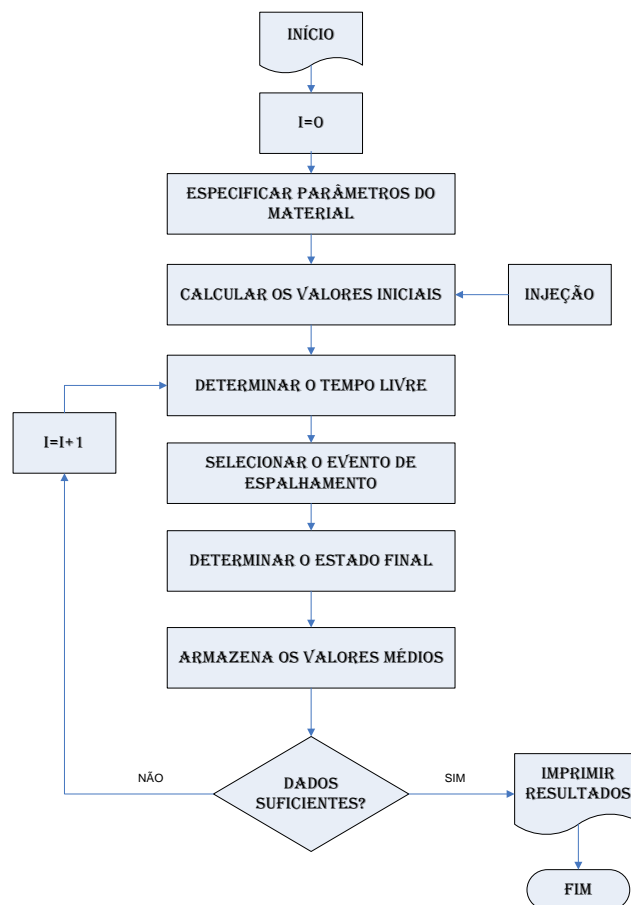 INÍCIO
I=0
ESPECIFICAR PARÂMETROS DO
MATERIAL
CALCULAR OS VALORES INICIAIS
INJEÇÃO
DETERMINAR O TEMPO LIVRE
I=I+1
SELECIONAR O EVENTO DE
ESPALHAMENTO
DETERMINAR O ESTADO FINAL
ARMAZENA OS VALORES MÉDIOS
DADOS
SUFICIENTES?
NÃO
SIM
IMPRIMIR
RESULTADOS
FIM